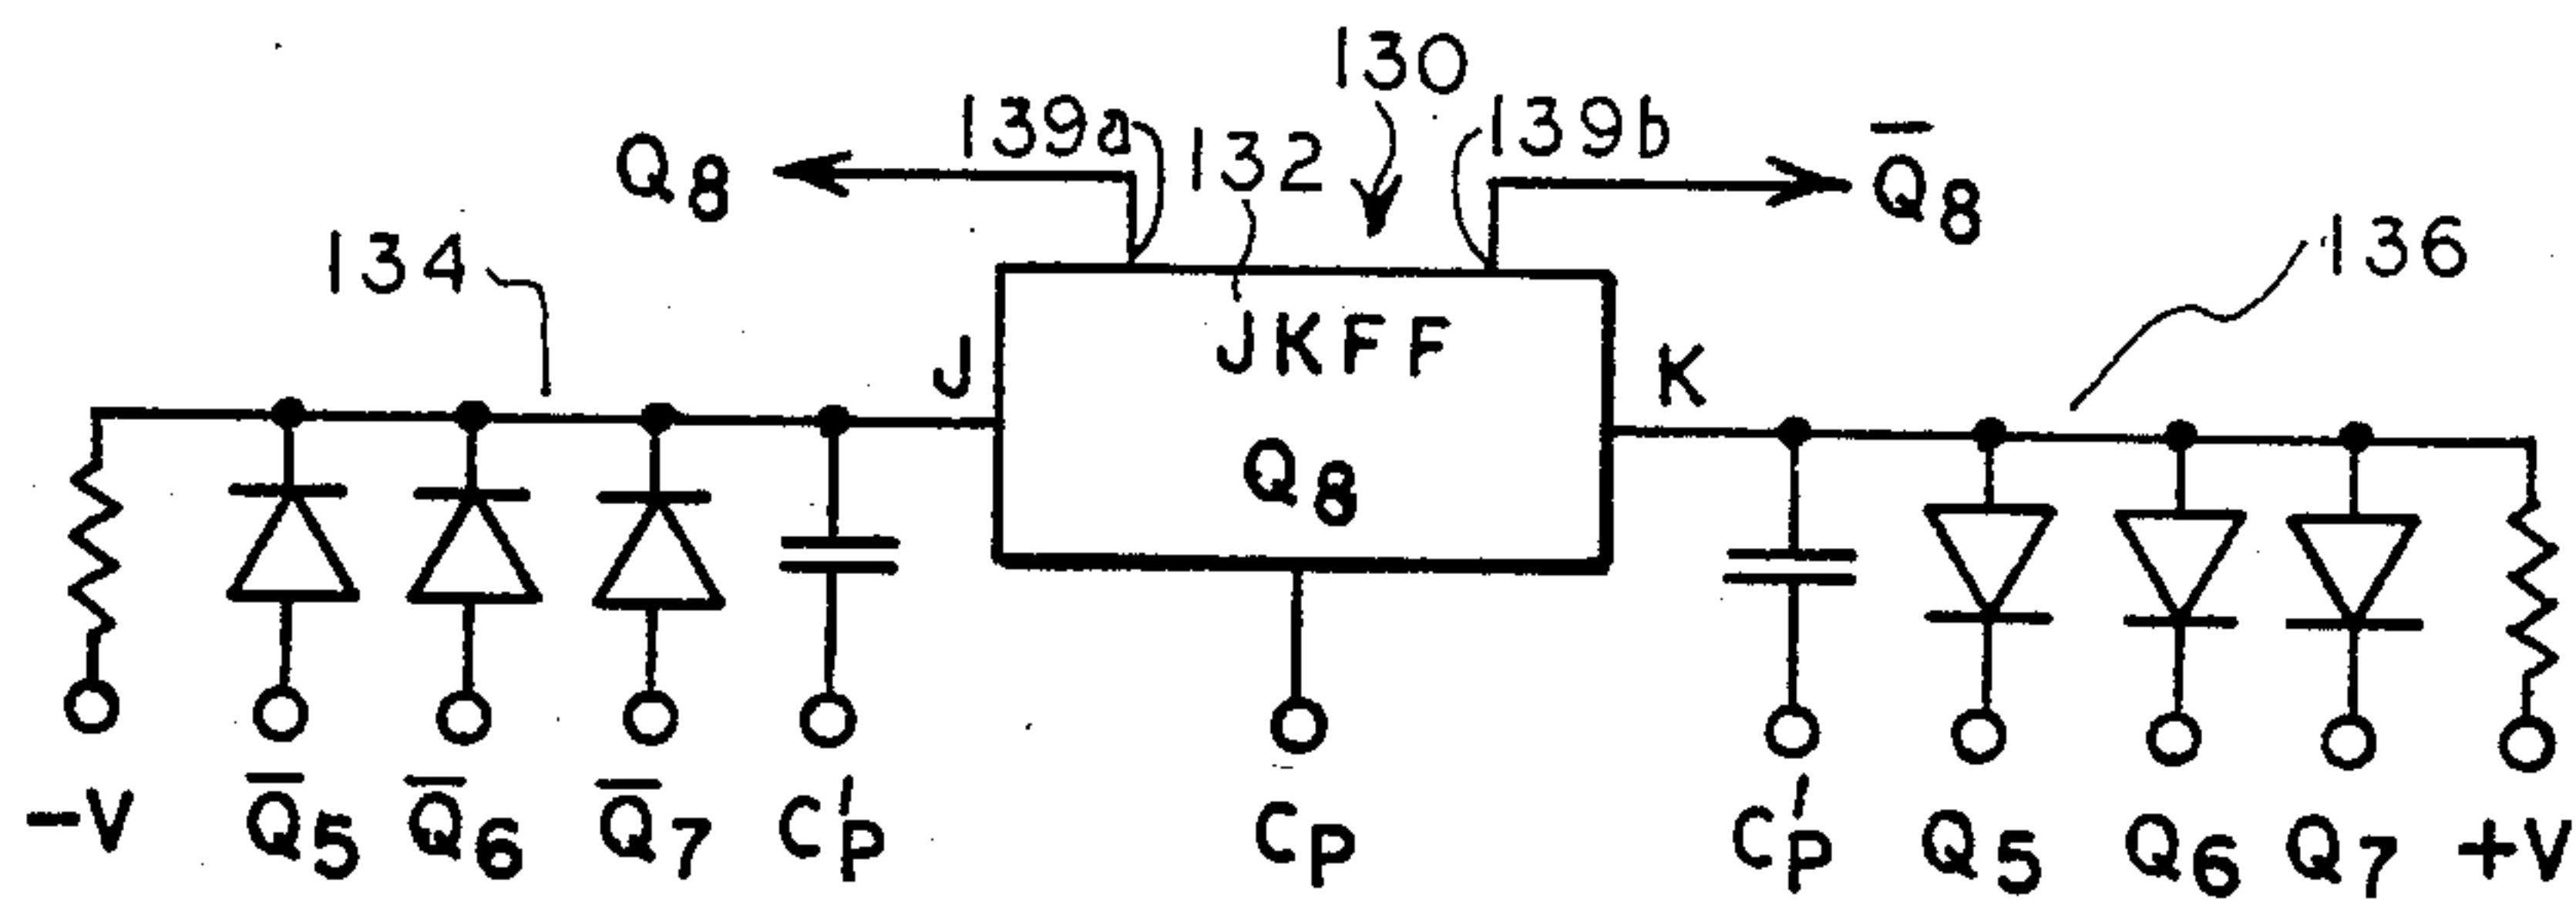 130
139a 132 139b
Q8 Q̅8
134 136
J JKFF K
Q8
-V Q̅5 Q̅6 Q̅7 C'P CP C'P Q5 Q6 Q7 +V